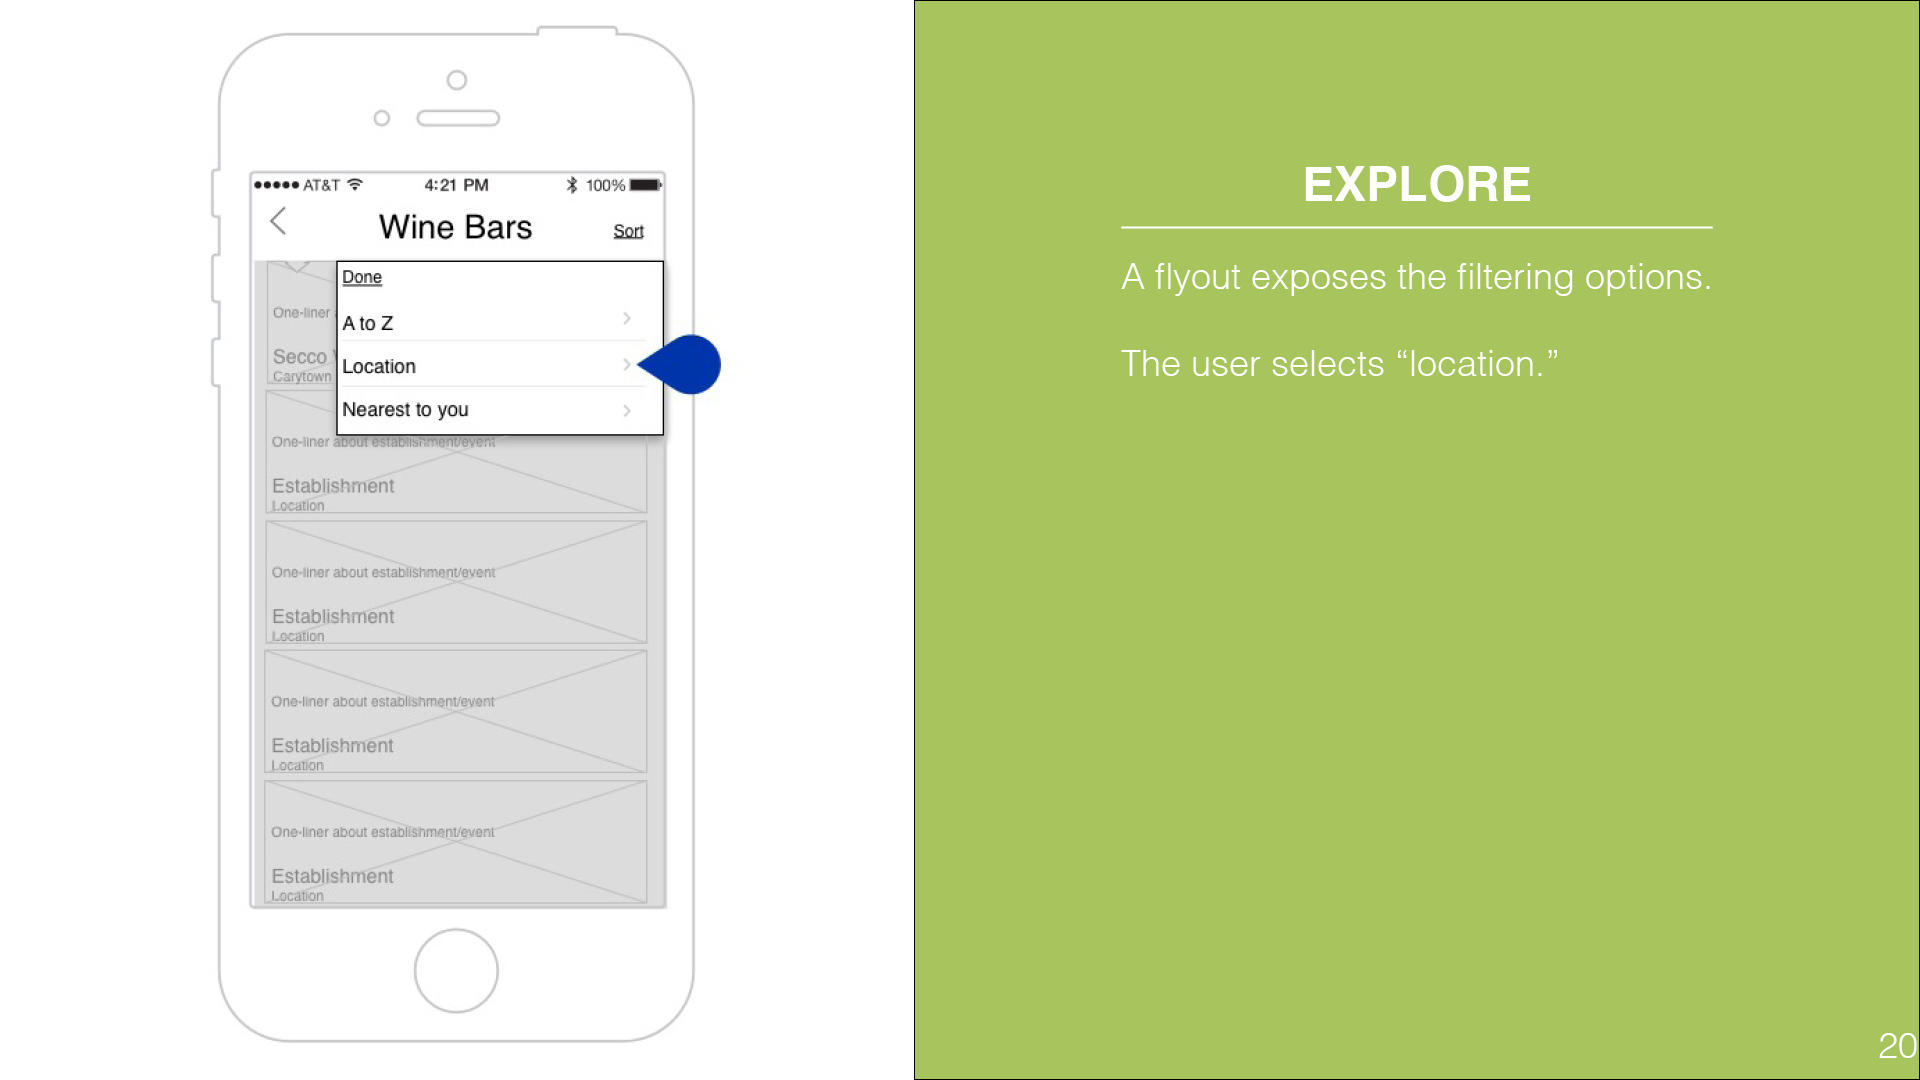 AT&T 4:21 PM 100%
Wine Bars Sort
Done
A to Z
Location
Nearest to you
One-liner
Secco
Carytown
One-liner about establishment/event
Establishment
Location
One-liner about establishment/event
Establishment
Location
One-liner about establishment/event
Establishment
Location
One-liner about establishment/event
Establishment
Location
EXPLORE
A flyout exposes the filtering options.
The user selects “location.”
20